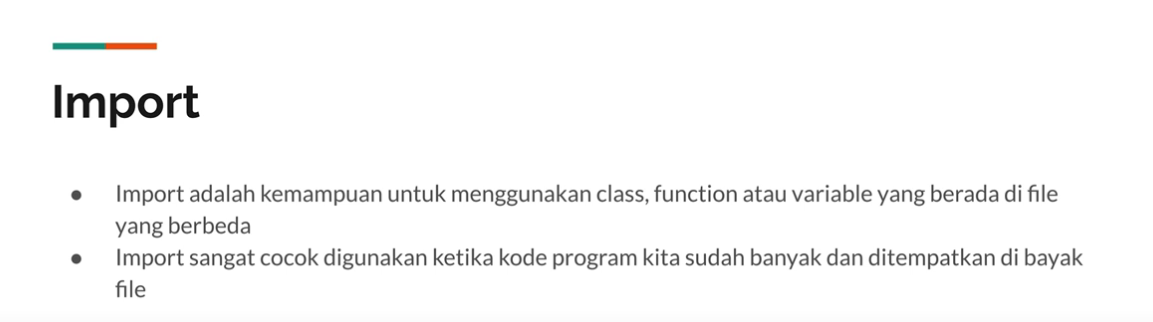 Import
● Import adalah kemampuan untuk menggunakan class, function atau variable yang berada di file
yang berbeda
● Import sangat cocok digunakan ketika kode program kita sudah banyak dan ditempatkan di bayak
file